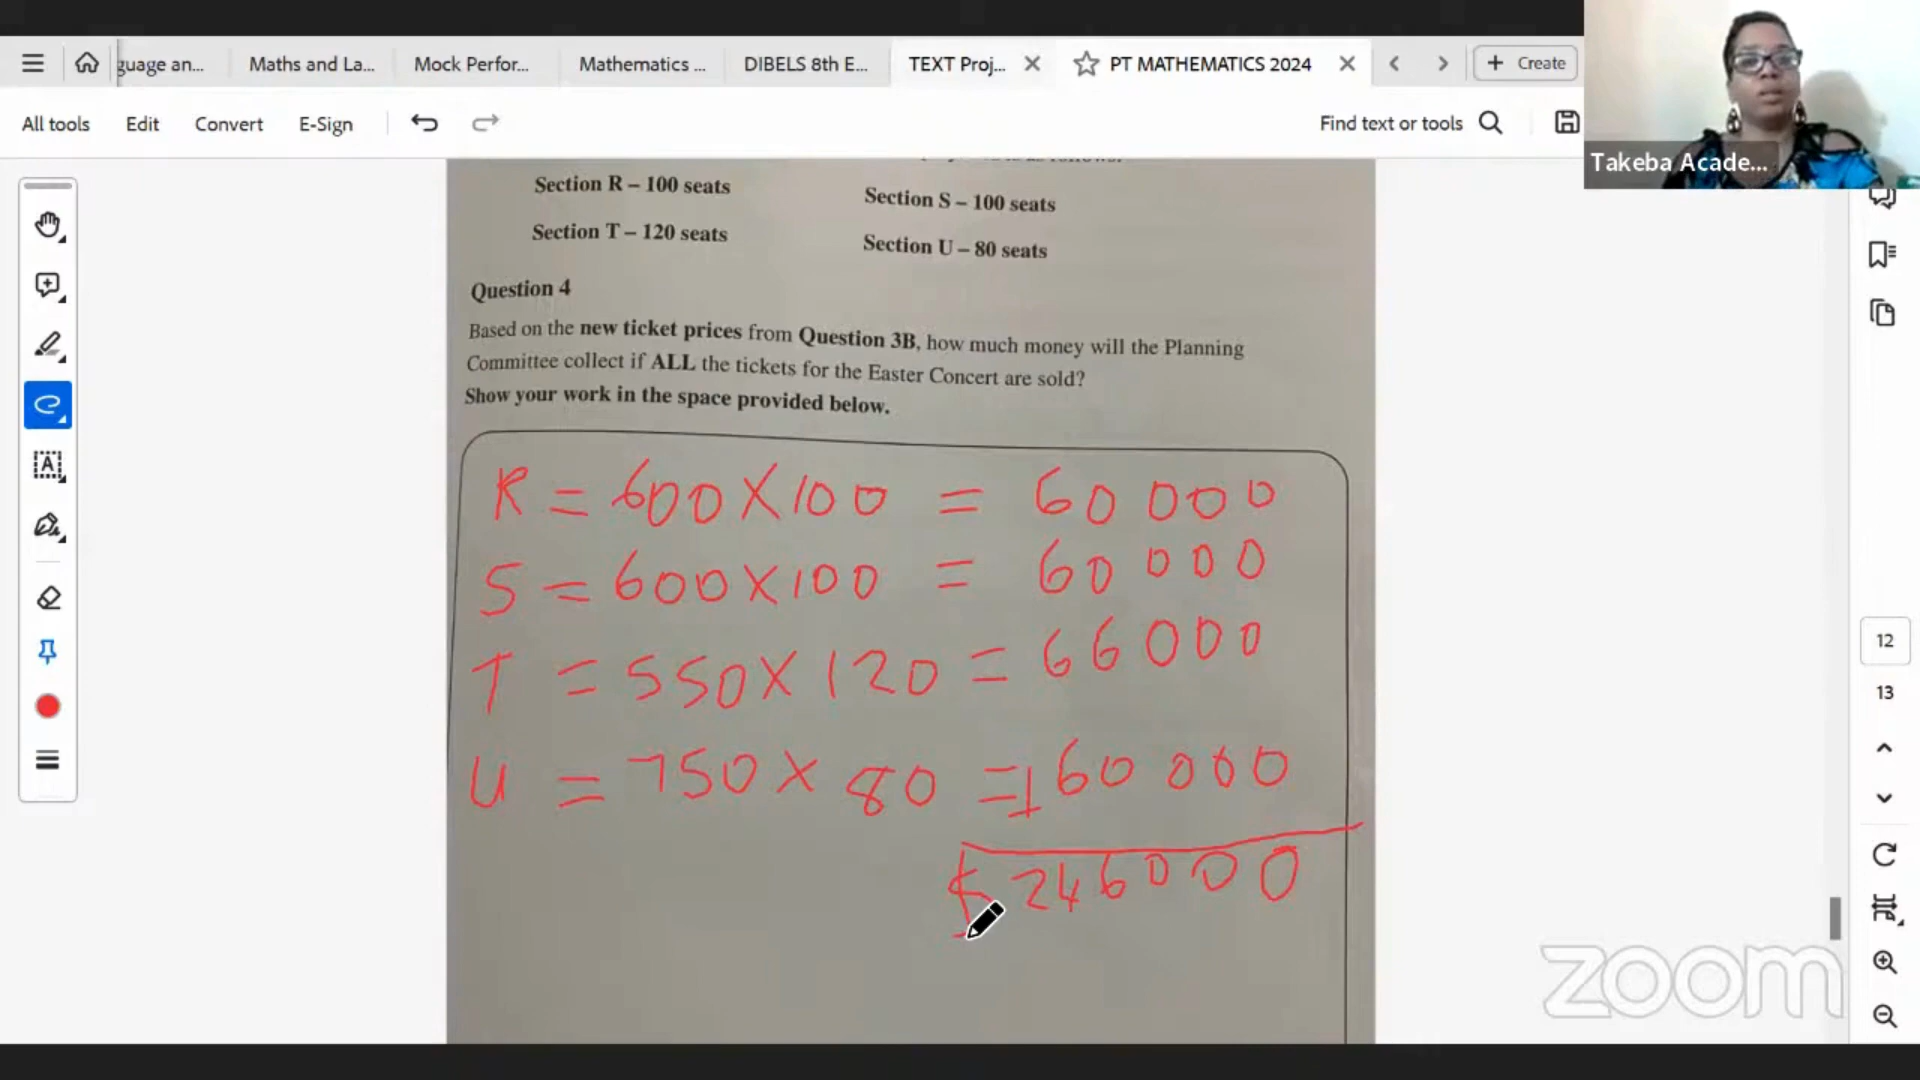 guage an...
Maths and La...
Mock Perfor...
Mathematics ...
DIBELS 8th E...
TEXT Proj...
PT MATHEMATICS 2024
Create
All tools
Edit
Convert
E-Sign
Find text or tools
Takeba Acade...
Section R – 100 seats
Section S – 100 seats
Section T – 120 seats
Section U – 80 seats
Question 4
Based on the new ticket prices from Question 3B, how much money will the Planning
Committee collect if ALL the tickets for the Easter Concert are sold?
Show your work in the space provided below.
R = 600 X 100 = 60 000
S = 600 X 100 = 60 000
T = 550 X 120 = 66000
U = 750 X 80 = 60 000
246000
12
13
zoom